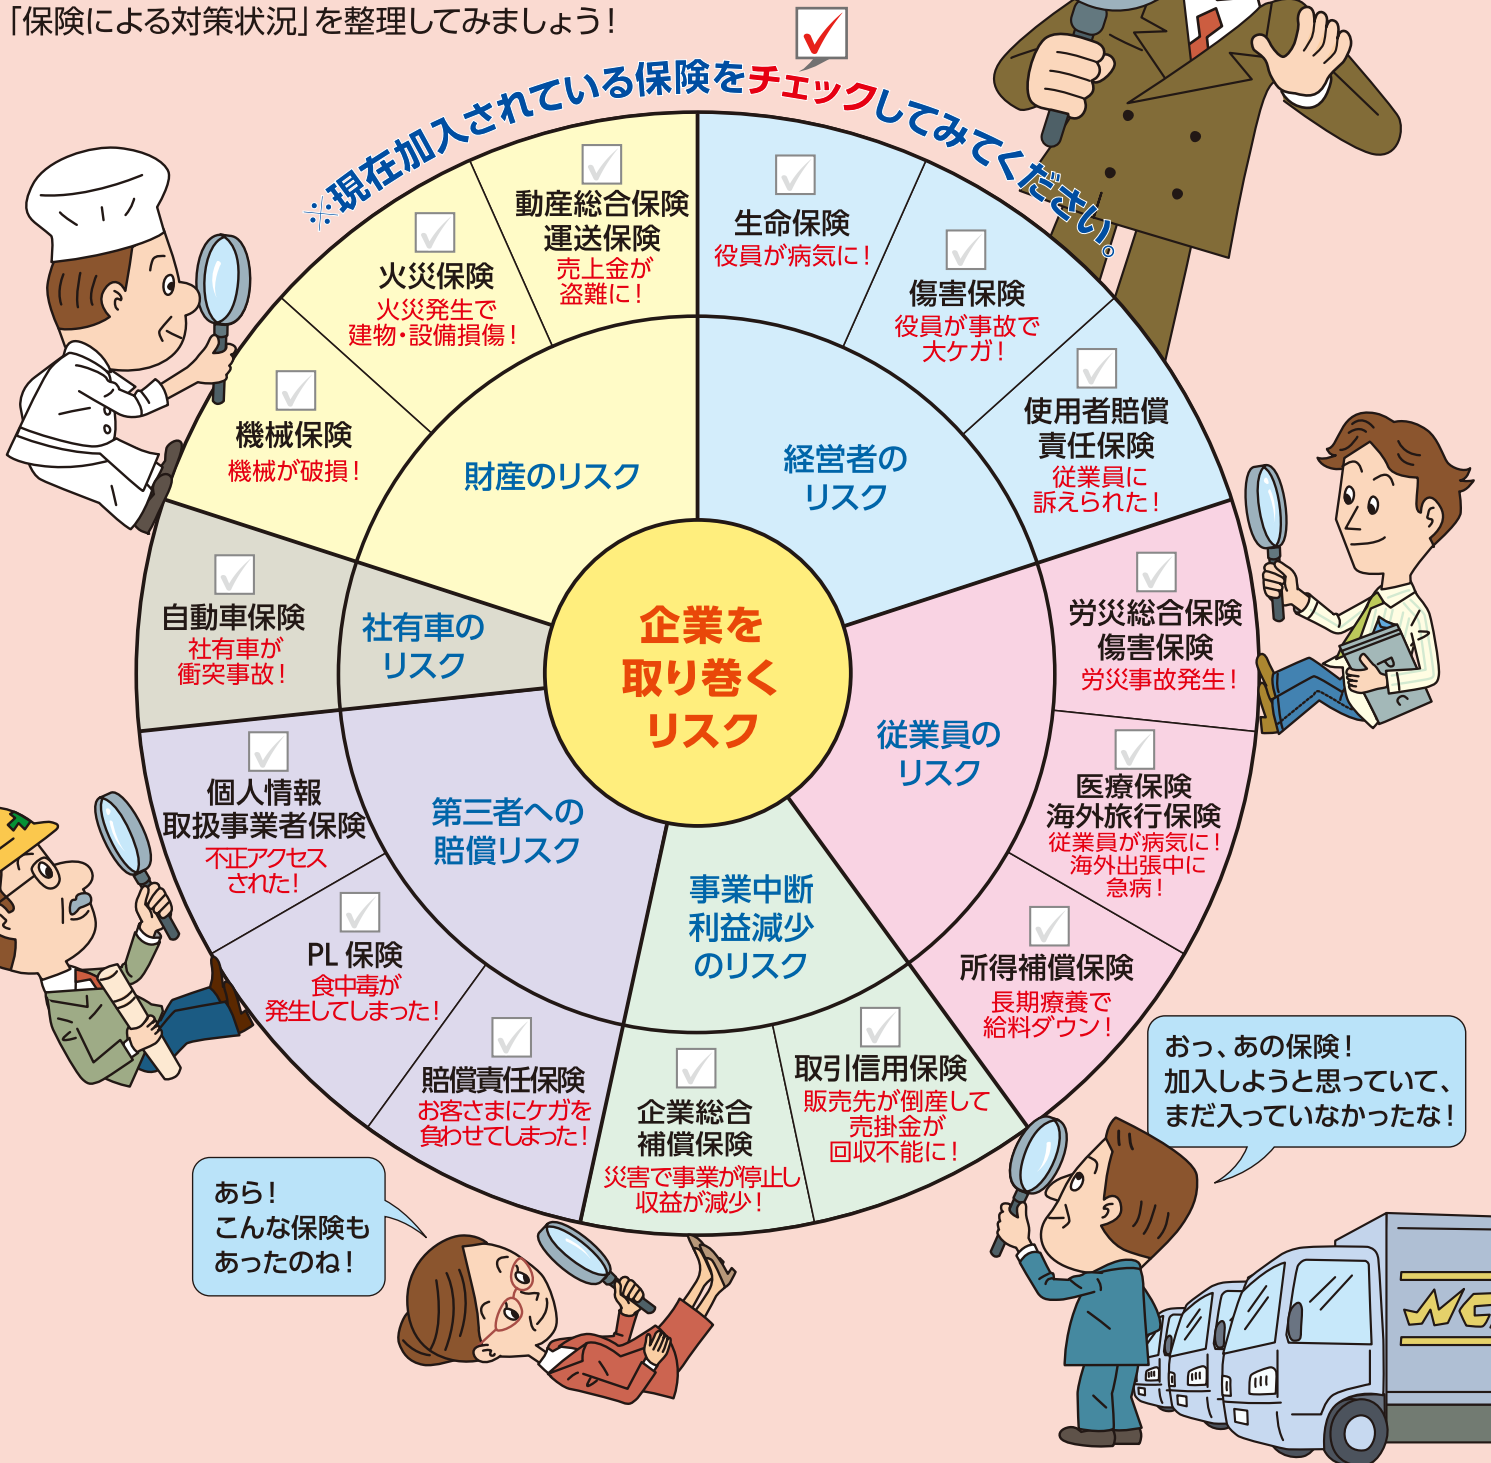 「保険による対策状況」を整理してみましょう！
※現在加入されている保険をチェックしてみてください。
動産総合保険
運送保険
売上金が
盗難に！
火災保険
火災発生で
建物・設備損傷！
機械保険
機械が破損！
財産のリスク
生命保険
役員が病気に！
傷害保険
役員が事故で
大ケガ！
使用者賠償
責任保険
従業員に
訴えられた！
経営者の
リスク
自動車保険
社有車が
衝突事故！
社有車の
リスク
企業を
取り巻く
リスク
労災総合保険
傷害保険
労災事故発生！
医療保険
海外旅行保険
従業員が病気に！
海外出張中に
急病！
所得補償保険
長期療養で
給料ダウン！
従業員の
リスク
個人情報
取扱事業者保険
不正アクセス
された！
PL保険
食中毒が
発生してしまった！
賠償責任保険
お客さまにケガを
負わせてしまった！
第三者への
賠償リスク
事業中断
利益減少
のリスク
企業総合
補償保険
災害で事業が停止し
収益が減少！
取引信用保険
販売先が倒産して
売掛金が
回収不能に！
おっ、あの保険！
加入しようと思っていて、
まだ入っていなかったな！
あら！
こんな保険も
あったのね！